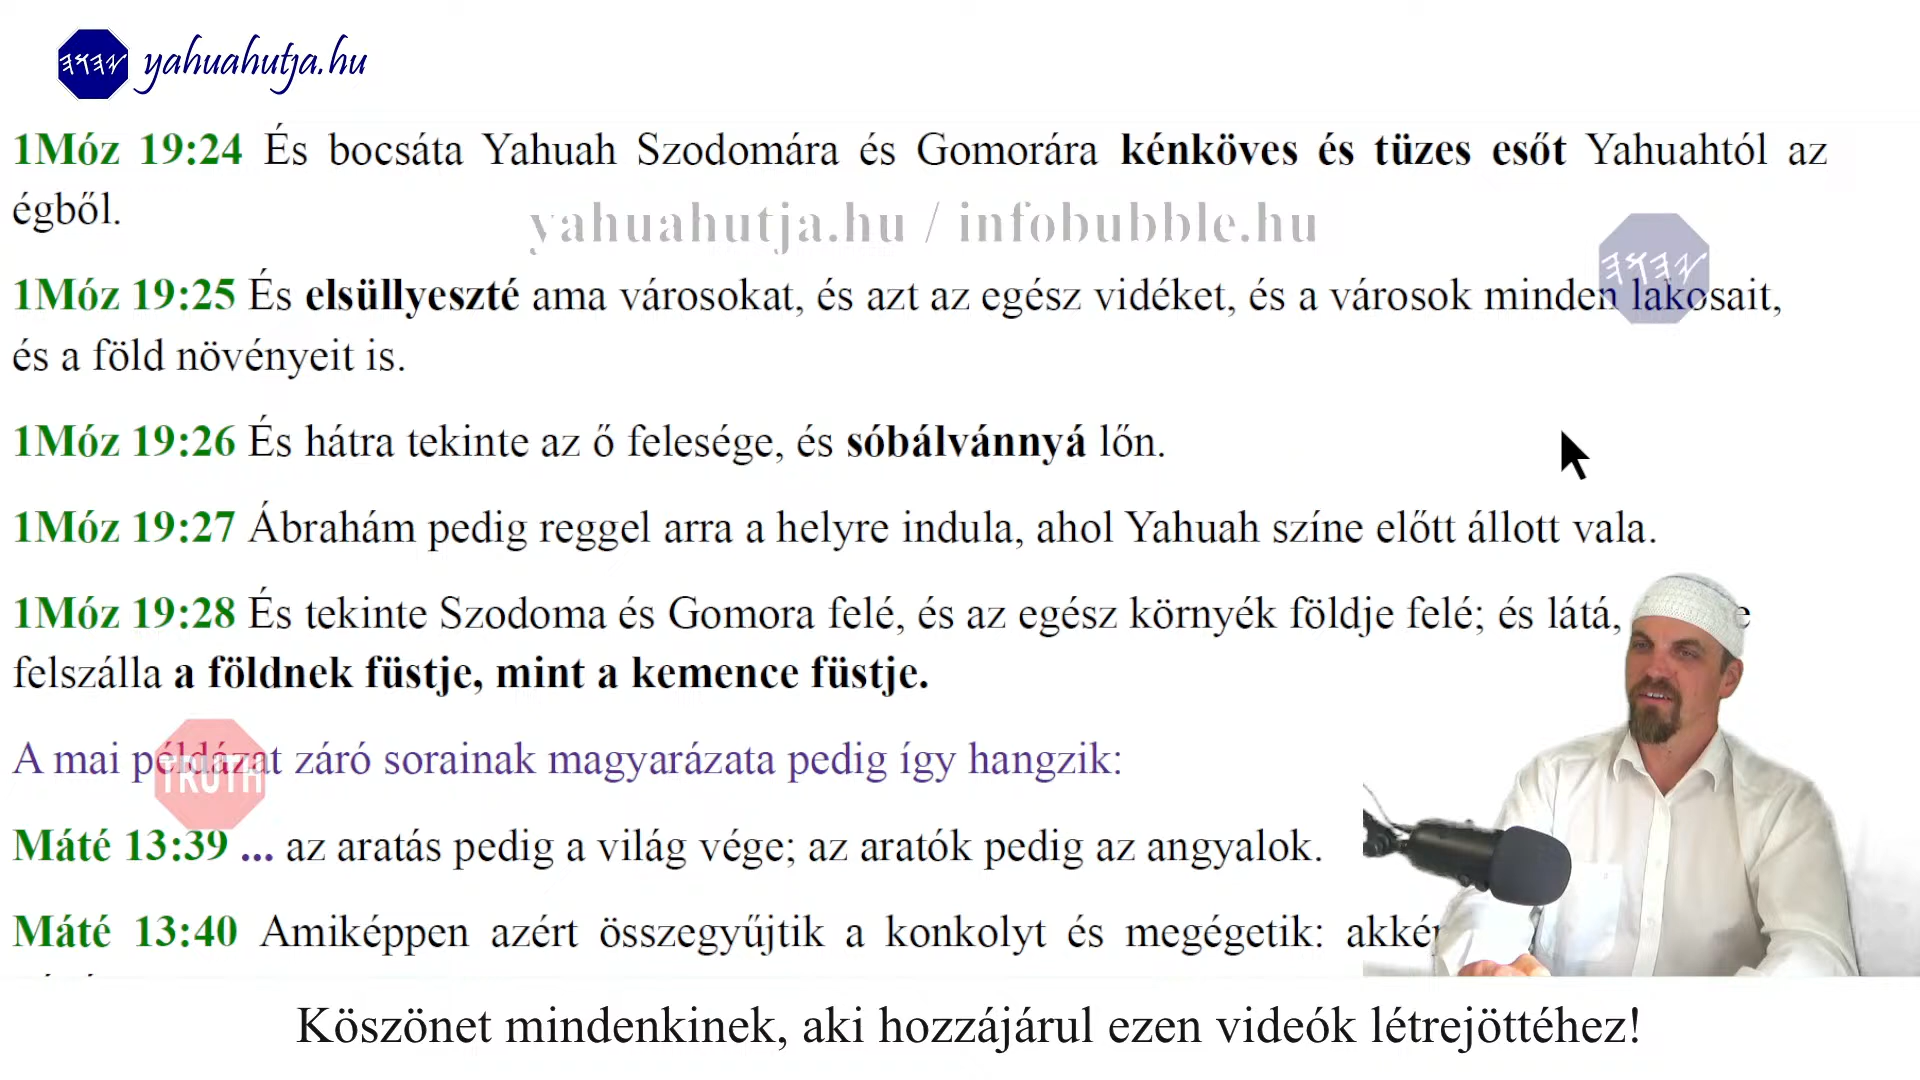 yahuahutja.hu
1Móz 19:24 És bocsáta Yahuah Szodomára és Gomorára kénköves és tüzes esőt Yahuahtól az
égből.
yahuahutja.hu / infobubble.hu
1Móz 19:25 És elsüllyeszté ama városokat, és azt az egész vidéket, és a városok minden lakosait,
és a föld növényeit is.
1Móz 19:26 És hátra tekinte az ő felesége, és sóbálvánnyá lőn.
1Móz 19:27 Ábrahám pedig reggel arra a helyre indula, ahol Yahuah színe előtt állott vala.
1Móz 19:28 És tekinte Szodoma és Gomora felé, és az egész környék földje felé; és látá,
felszálla a földnek füstje, mint a kemence füstje.
A mai példázat záró sorainak magyarázata pedig így hangzik:
TRUTH
Máté 13:39 ... az aratás pedig a világ vége; az aratók pedig az angyalok.
Máté 13:40 Amiképpen azért összegyűjtik a konkolyt és megégetik:
Köszönet mindenkinek, aki hozzájárul ezen videók létrejöttéhez!